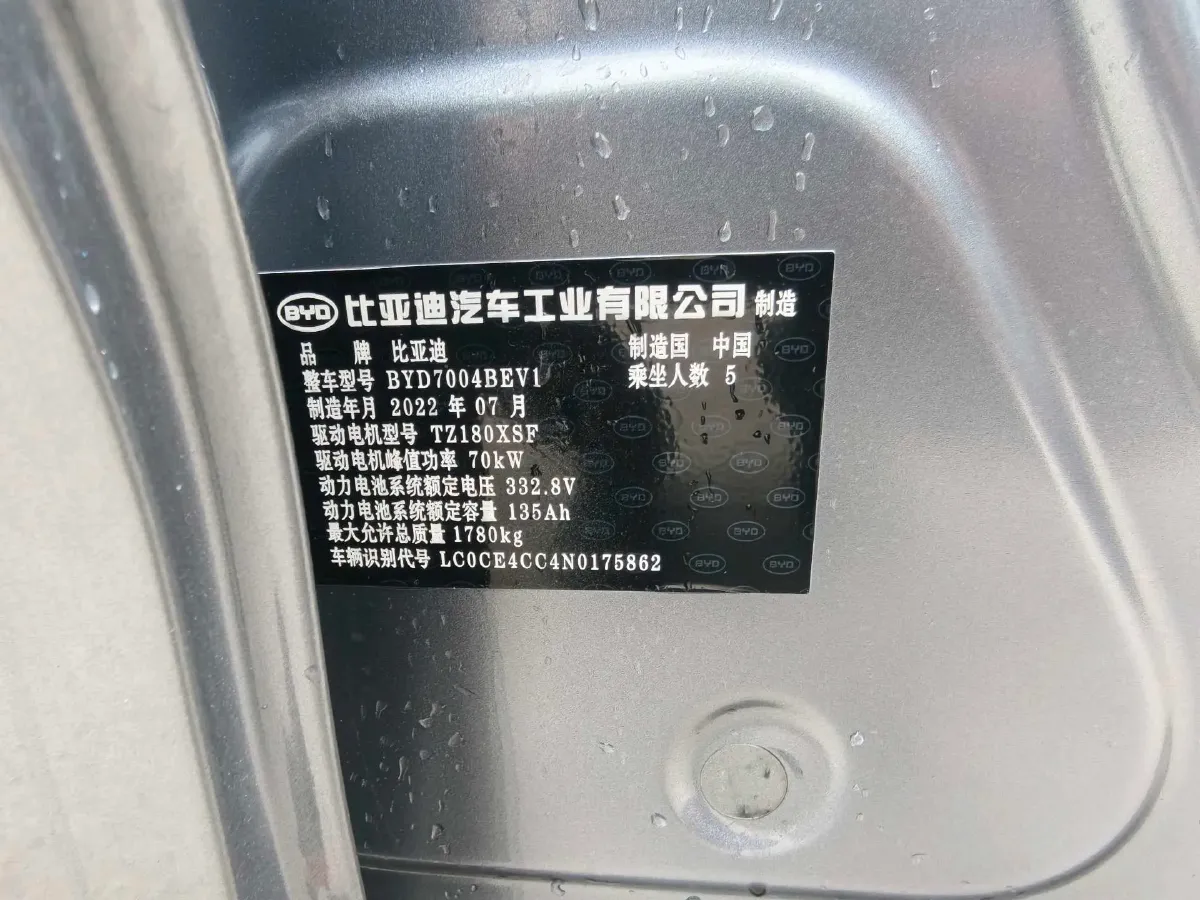 BYD 比亚迪汽车工业有限公司 制造
品 牌 比亚迪 制造国 中国
整车型号 BYD7004BEV1 乘坐人数 5
制造年月 2022 年 07 月
驱动电机型号 TZ180XSF
驱动电机峰值功率 70kW
动力电池系统额定电压 332.8V
动力电池系统额定容量 135Ah
最大允许总质量 1780kg
车辆识别代号 LC0CE4CC4N0175862